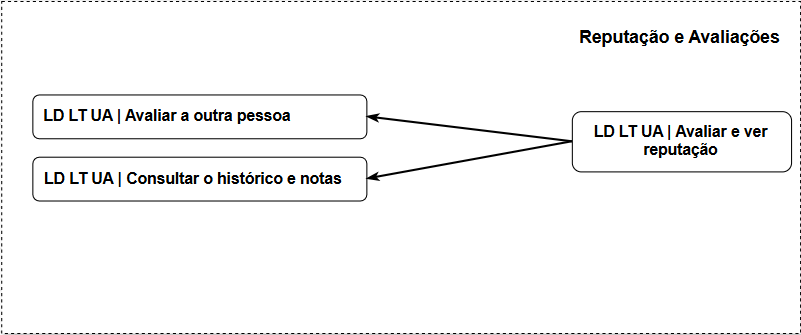 Reputação e Avaliações
LD LT UA | Avaliar a outra pessoa
LD LT UA | Avaliar e ver
reputação
LD LT UA | Consultar o histórico e notas